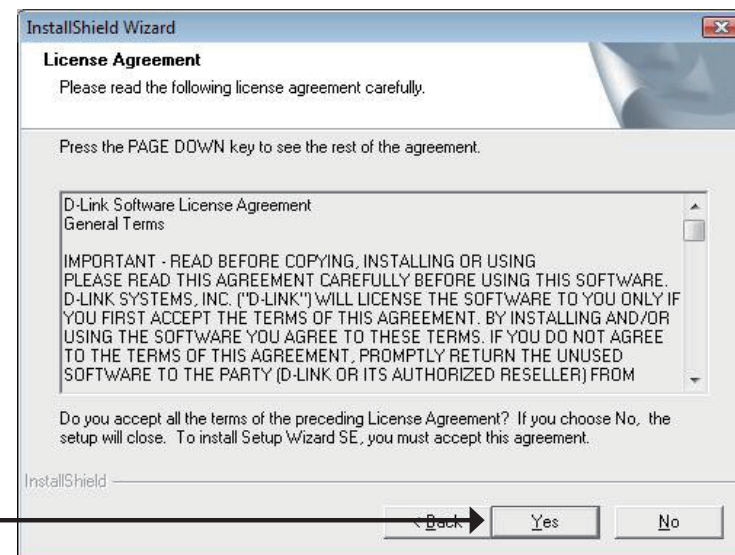 InstallShield Wizard
License Agreement
Please read the following license agreement carefully.
Press the PAGE DOWN key to see the rest of the agreement.
D-Link Software License Agreement
General Terms
IMPORTANT - READ BEFORE COPYING, INSTALLING OR USING
PLEASE READ THIS AGREEMENT CAREFULLY BEFORE USING THIS SOFTWARE.
D-LINK SYSTEMS, INC. ("D-LINK") WILL LICENSE THE SOFTWARE TO YOU ONLY IF
YOU FIRST ACCEPT THE TERMS OF THIS AGREEMENT. BY INSTALLING AND/OR
USING THE SOFTWARE YOU AGREE TO THESE TERMS. IF YOU DO NOT AGREE
TO THE TERMS OF THIS AGREEMENT, PROMPTLY RETURN THE UNUSED
SOFTWARE TO THE PARTY (D-LINK OR ITS AUTHORIZED RESELLER) FROM
Do you accept all the terms of the preceding License Agreement? If you choose No, the
setup will close. To install Setup Wizard SE, you must accept this agreement.
InstallShield
< Back Yes No